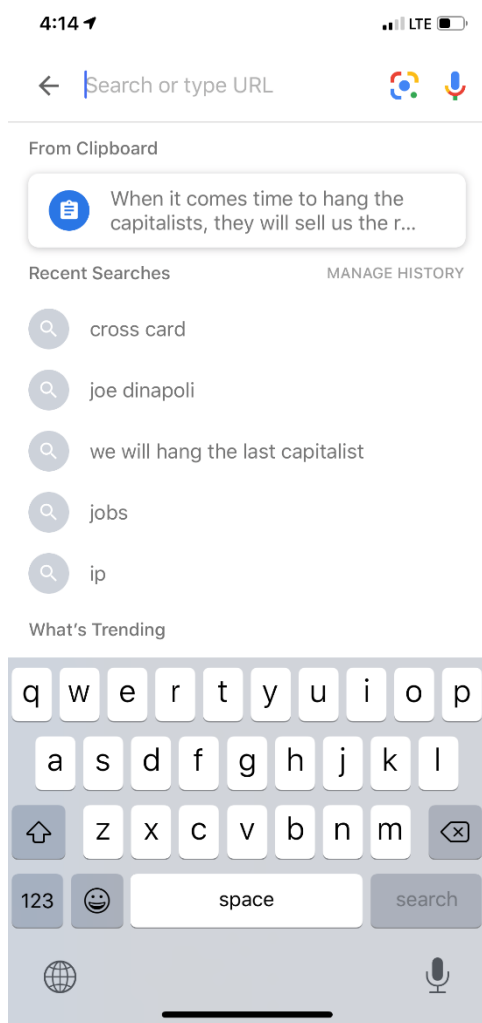 4:14
LTE
Search or type URL
From Clipboard
When it comes time to hang the
capitalists, they will sell us the r...
Recent Searches
MANAGE HISTORY
cross card
joe dinapoli
we will hang the last capitalist
jobs
ip
What's Trending
q w e r t y u i o p
a s d f g h j k l
z x c v b n m
123
space
search